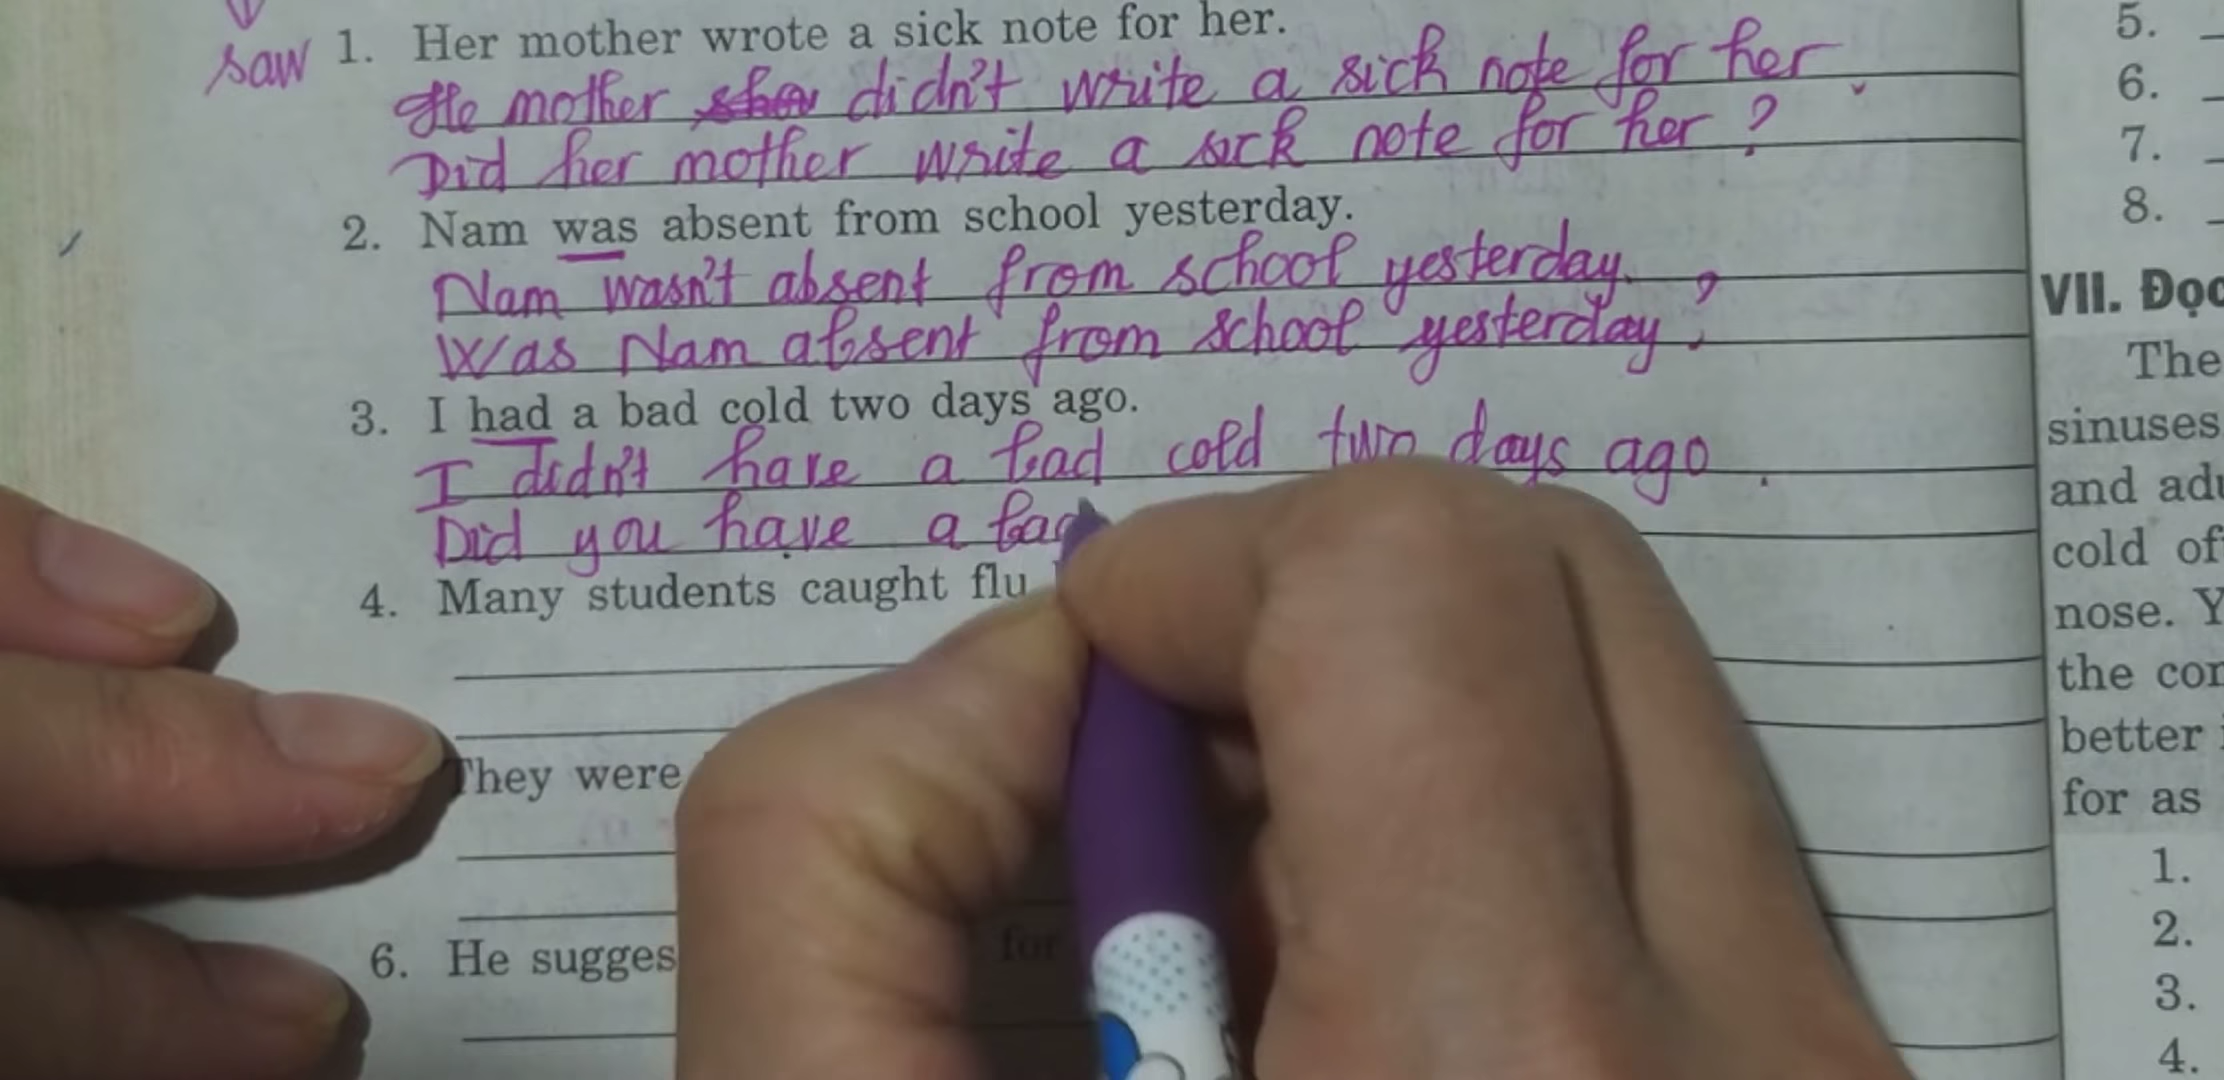 saw
1. Her mother wrote a sick note for her.
He mother didn't write a sick note for her.
Did her mother write a sick note for her?
2. Nam was absent from school yesterday.
Nam wasn't absent from school yesterday.
Was Nam absent from school yesterday?
3. I had a bad cold two days ago.
I didn't have a bad cold two days ago.
Did you have a bad
4. Many students caught flu
They were
6. He sugges
for
5.
6.
7.
8.
VII. Đọc
The
sinuses
and adu
cold of
nose. Y
the cor
better i
for as
1.
2.
3.
4.